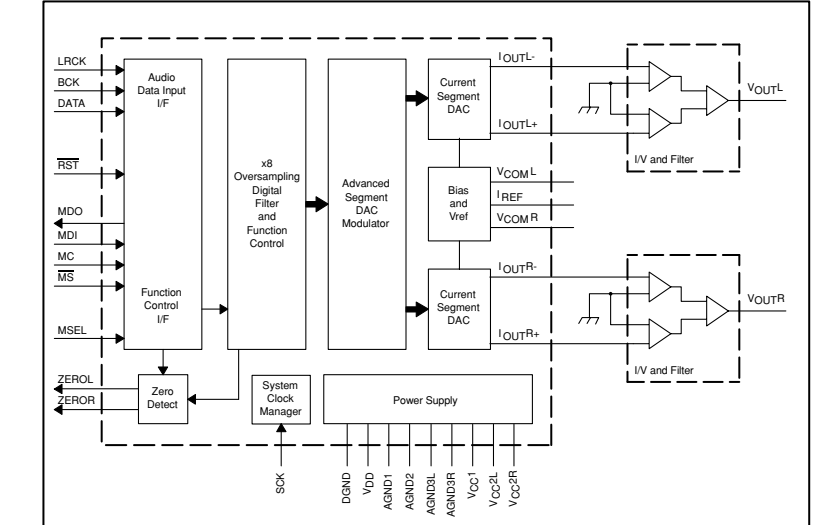 LRCK
BCK
DATA
RST
MDO
MDI
MC
MS
MSEL
ZEROL
ZEROR
Audio
Data Input
I/F
Function
Control
I/F
Zero
Detect
x8
Oversampling
Digital
Filter
and
Function
Control
System
Clock
Manager
SCK
Advanced
Segment
DAC
Modulator
Current
Segment
DAC
Bias
and
Vref
Current
Segment
DAC
Power Supply
DGND
VDD
AGND1
AGND2
AGND3L
AGND3R
VCC1
VCC2L
VCC2R
IOUTL-
IOUTL+
VCOML
IREF
VCOMR
IOUTR-
IOUTR+
VOUTL
I/V and Filter
VOUTR
I/V and Filter